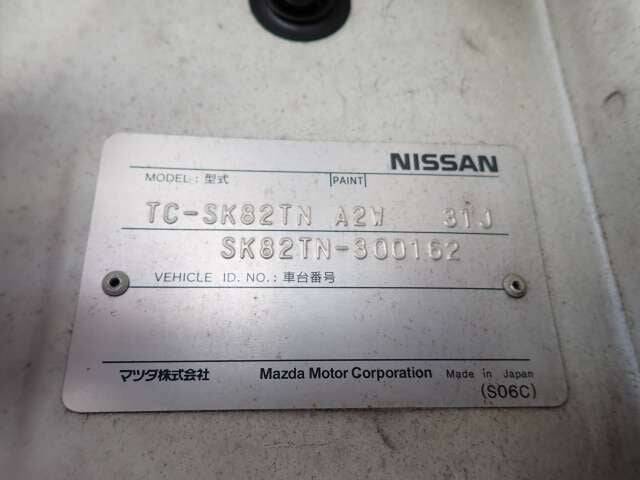 NISSAN
MODEL : 型式 PAINT
TC-SK82TN A2W 31J
SK82TN-300162
VEHICLE ID. NO. : 車台番号
マツダ株式会社 Mazda Motor Corporation Made in Japan
(S06C)